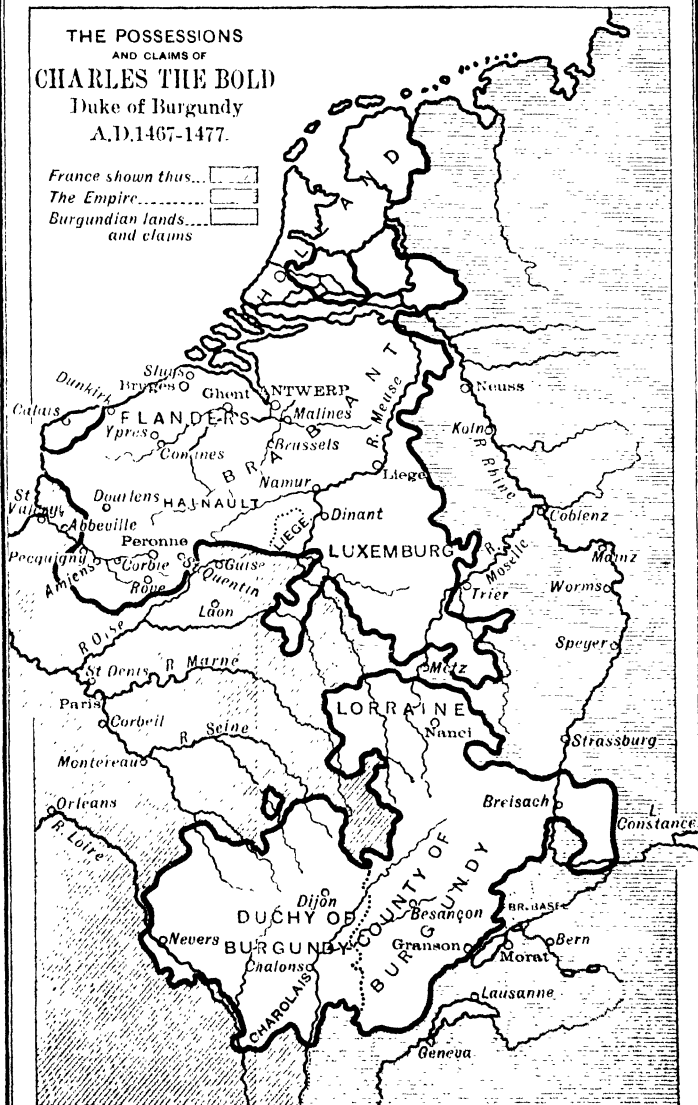 THE POSSESSIONS
AND CLAIMS OF
CHARLES THE BOLD
Duke of Burgundy
A.D. 1467-1477.
France shown thus...
The Empire
Burgundian lands
and claims
HOLLAND
Sluys
Bryges
Dunkirk
Ghent
ANTWERP
Neuss
Calais
FLANDERS
Malines
R. Meuse
Ypres
Comines
Brussels
Koln
R Rhine
BRABANT
Liege
Namur
St
Valery
Dourlens
HAINAULT
Abbeville
Dinant
Coblenz
LIEGE
Peronne
LUXEMBURG
Pecquigny
Corbie
St Quentin
Guise
R Moselle
Mainz
Amiens
Roye
Trier
Worms
Laon
R Oise
Speyer
St Denis
R Marne
Metz
Paris
LORRAINE
Corbeil
R Seine
Nanci
Strassburg
Montereau
Orleans
Breisach
L.
Constance
R. Loire
Dijon
DUCHY OF
BURGUNDY
COUNTY OF
BURGUNDY
Besançon
BR. BASEL
Nevers
Granson
Morat
Bern
Chalons
CHAROLAIS
Lausanne
Geneva